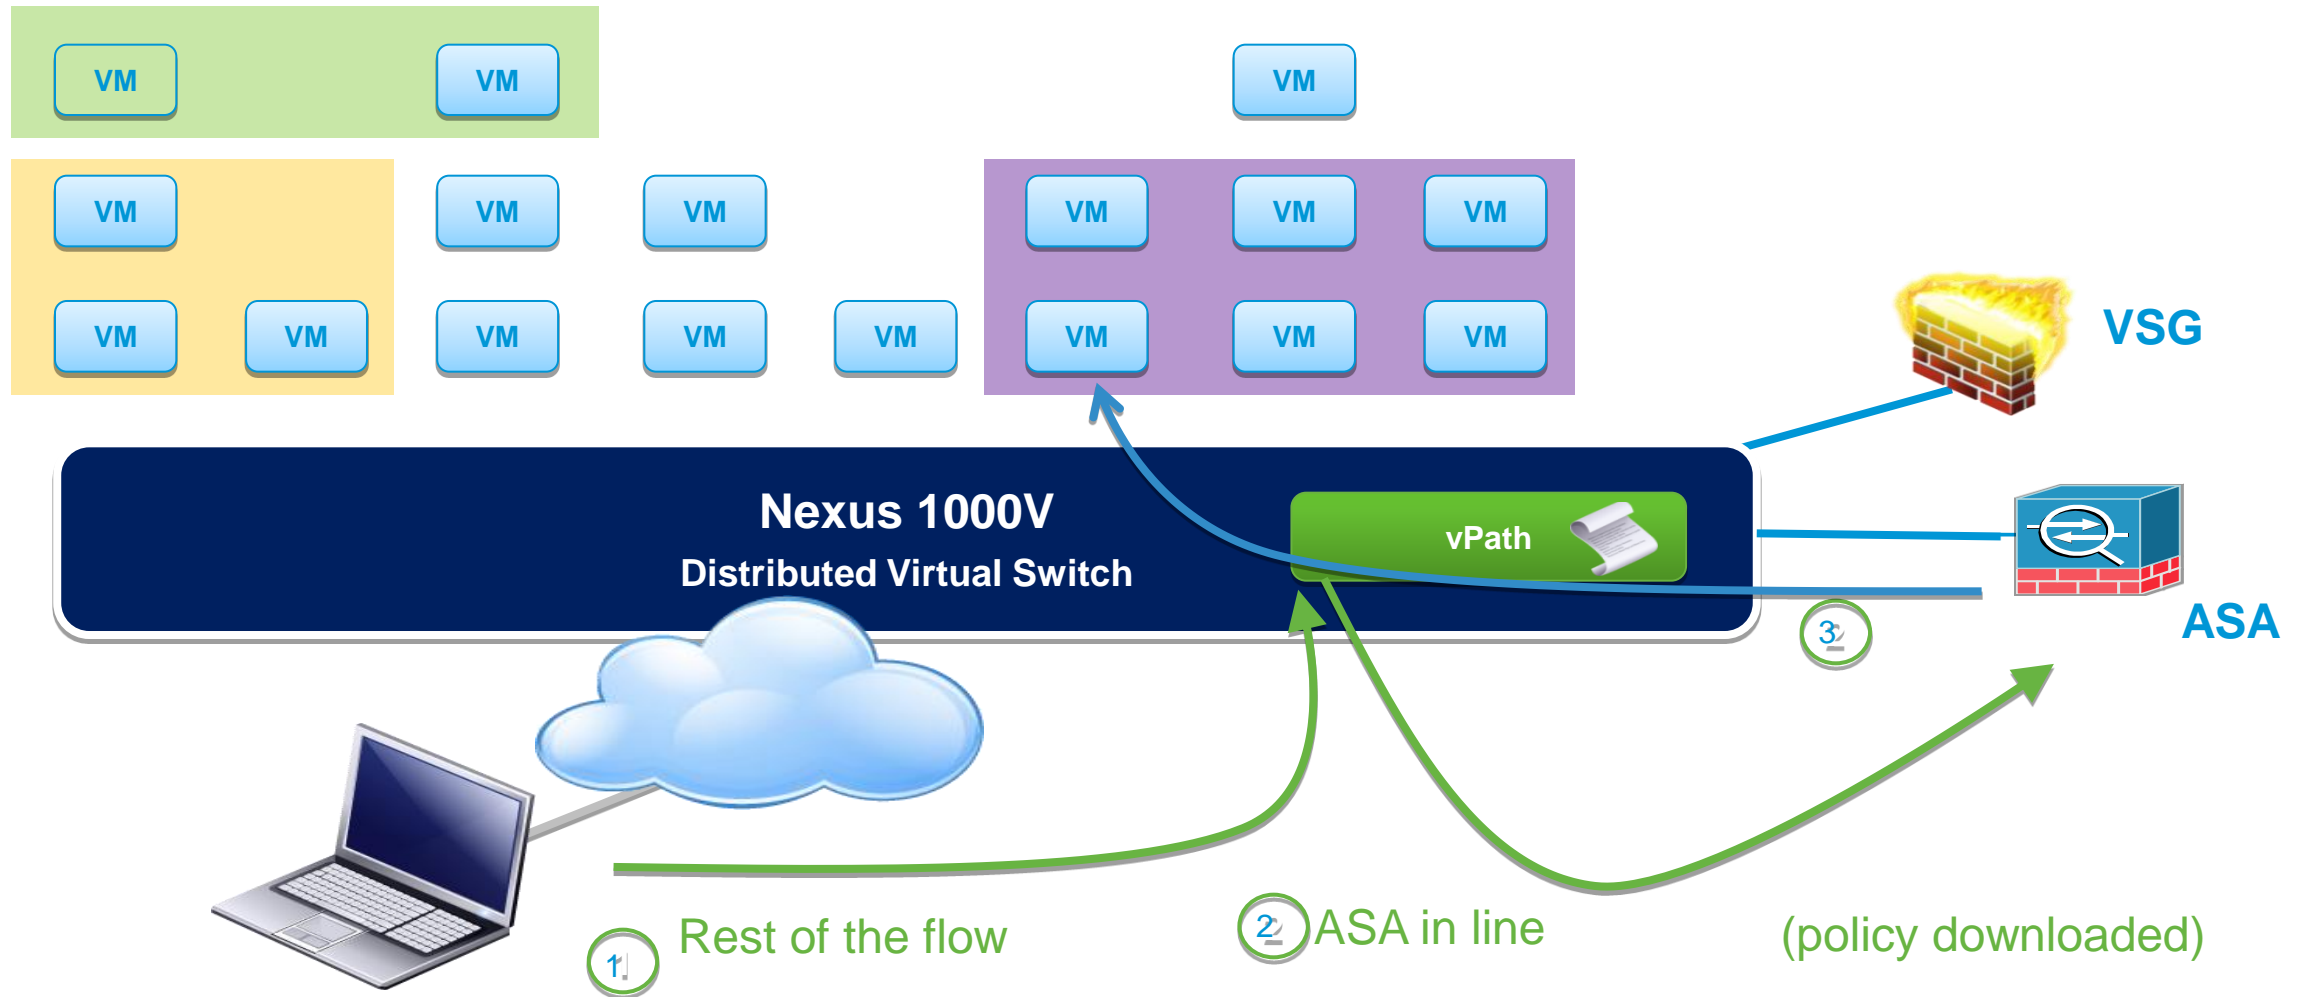 VM VM VM
VM VM VM VM VM VM
VM VM VM VM VM VM VM VM
VSG
Nexus 1000V
vPath
Distributed Virtual Switch
ASA
3
1 Rest of the flow
2 ASA in line
(policy downloaded)